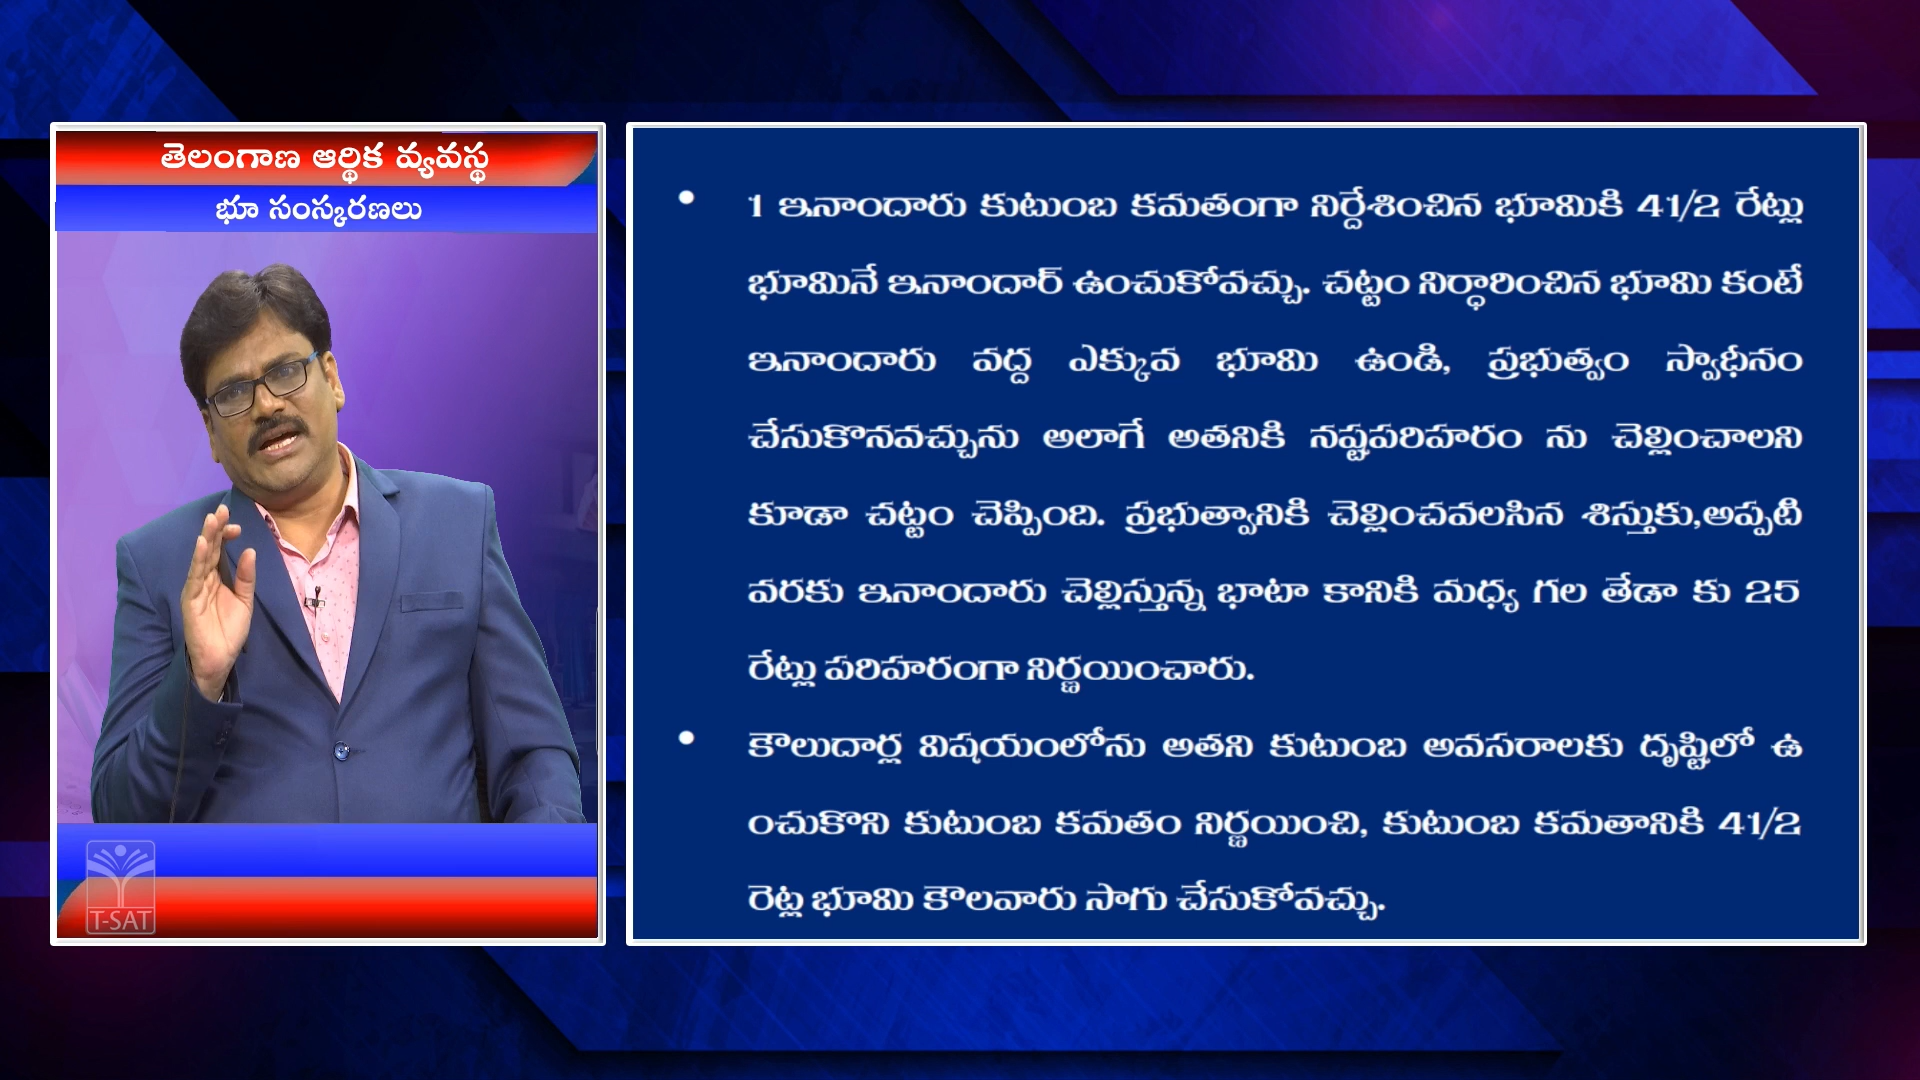 తెలంగాణ ఆర్థిక వ్యవస్థ
భూ సంస్కరణలు
T-SAT
• 1 ఇనాందారు కుటుంబ కమతంగా నిర్దేశించిన భూమికి 41/2 రేట్లు
భూమినే ఇనాందార్ ఉంచుకోవచ్చు. చట్టం నిర్ధారించిన భూమి కంటే
ఇనాందారు వద్ద ఎక్కువ భూమి ఉండి, ప్రభుత్వం స్వాధీనం
చేసుకొనవచ్చును అలాగే అతనికి నష్టపరిహరం ను చెల్లించాలని
కూడా చట్టం చెప్పింది. ప్రభుత్వానికి చెల్లించవలసిన శిస్తుకు,అప్పటి
వరకు ఇనాందారు చెల్లిస్తున్న భాటా కానికి మధ్య గల తేడా కు 25
రేట్లు పరిహరంగా నిర్ణయించారు.
• కౌలుదార్ల విషయంలోను అతని కుటుంబ అవసరాలకు దృష్టిలో ఉ
ంచుకొని కుటుంబ కమతం నిర్ణయించి, కుటుంబ కమతానికి 41/2
రెట్ల భూమి కౌలవారు సాగు చేసుకోవచ్చు.